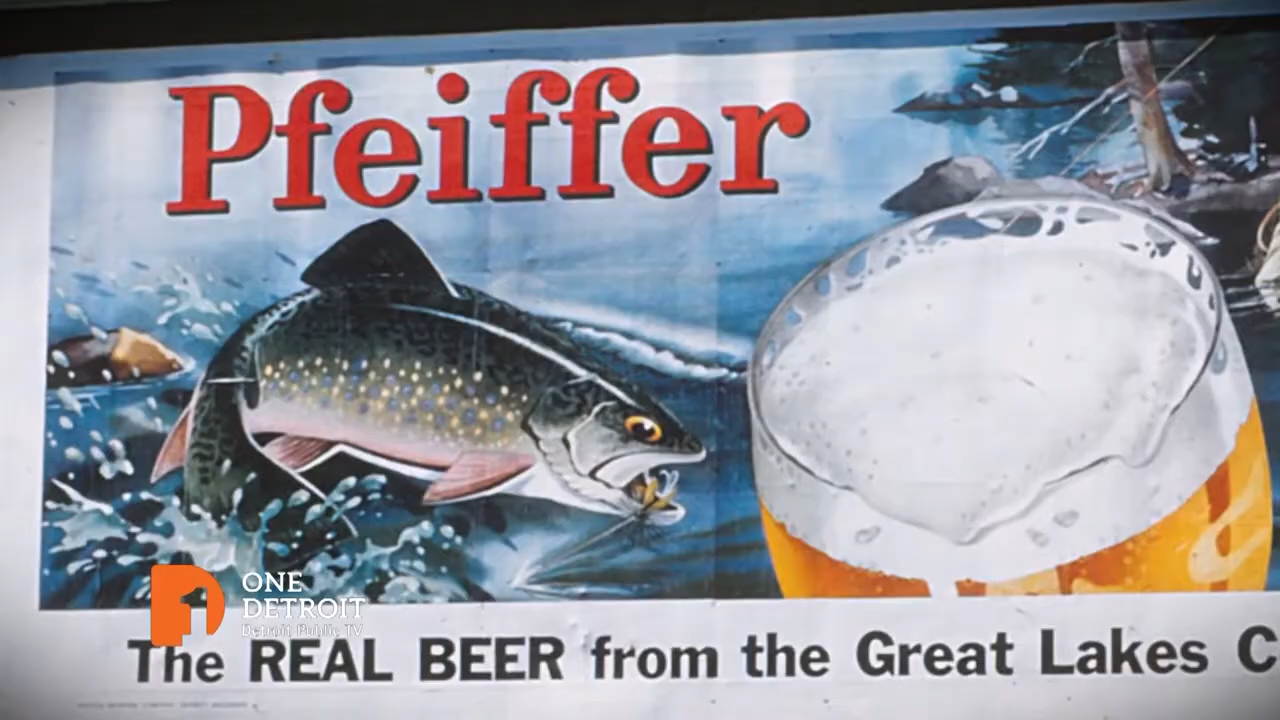 Pfeiffer
ONE
DETROIT
Detroit Public TV
The REAL BEER from the Great Lakes C